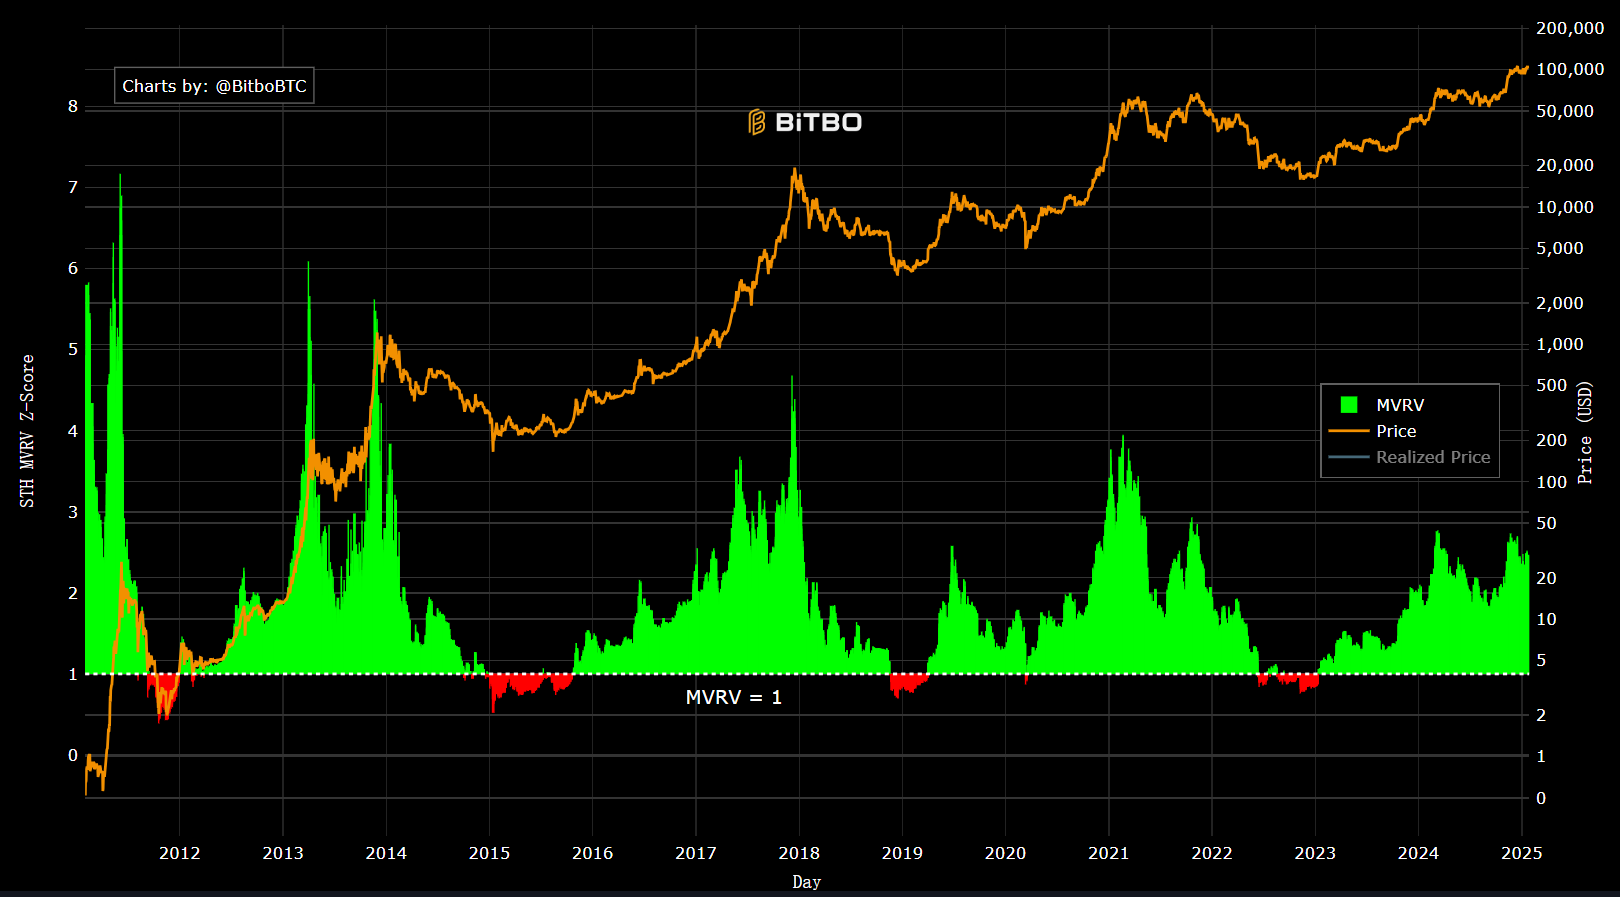 Charts by: @BitboBTC
BiTBO
8
7
6
5
4
3
2
1
0
STH MVRV Z-Score
200,000
100,000
50,000
20,000
10,000
5,000
2,000
1,000
500
200
100
50
20
10
5
2
1
0
Price (USD)
MVRV
Price
Realized Price
MVRV = 1
2012 2013 2014 2015 2016 2017 2018 2019 2020 2021 2022 2023 2024 2025
Day